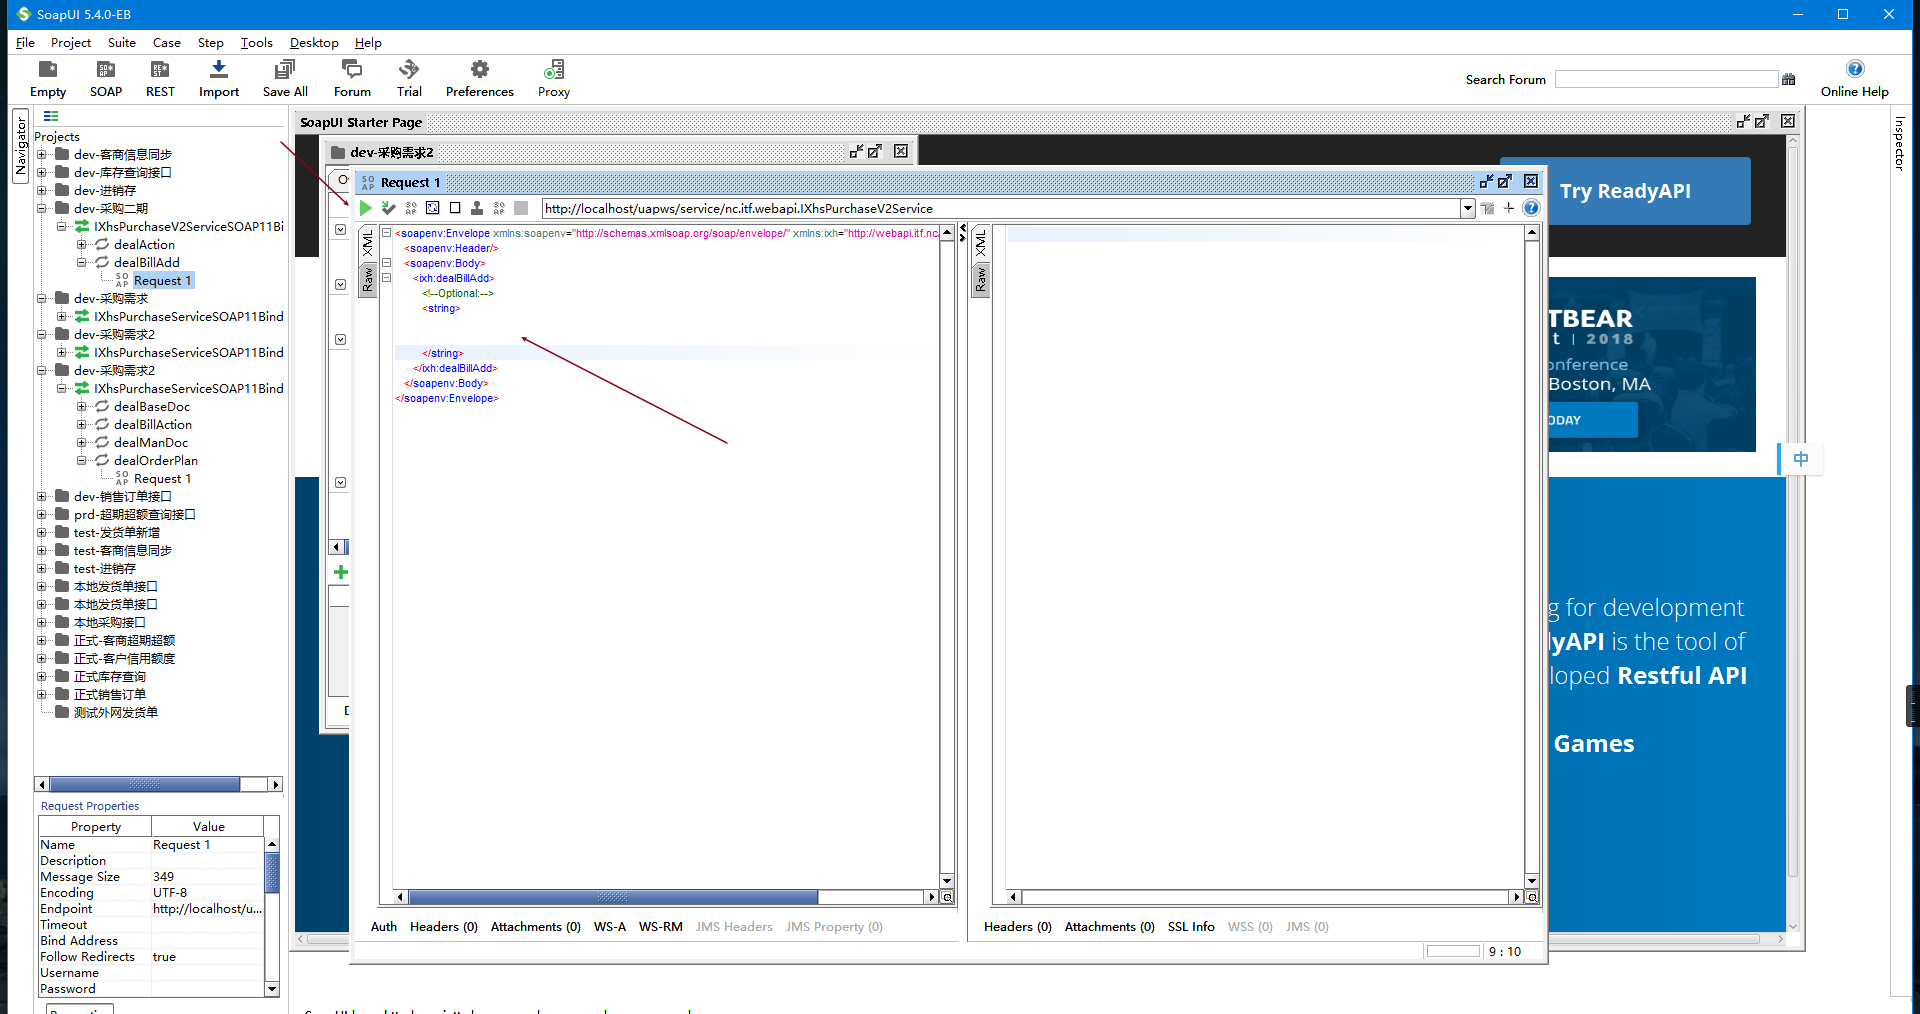 SoapUI 5.4.0-EB
File Project Suite Case Step Tools Desktop Help
Empty SOAP REST Import Save All Forum Trial Preferences Proxy
Search Forum
Online Help
Navigator
Projects
dev-客商信息同步
dev-库存查询接口
dev-进销存
dev-采购二期
IXhsPurchaseV2ServiceSOAP11Bi
dealAction
dealBillAdd
Request 1
dev-采购需求
IXhsPurchaseServiceSOAP11Bind
dev-采购需求2
IXhsPurchaseServiceSOAP11Bind
dev-采购需求2
IXhsPurchaseServiceSOAP11Bind
dealBaseDoc
dealBillAction
dealManDoc
dealOrderPlan
Request 1
dev-销售订单接口
prd-超期超额查询接口
test-发货单新增
test-客商信息同步
test-进销存
本地发货单接口
本地发货单接口
本地采购接口
正式-客商超期超额
正式-客户信用额度
正式库存查询
正式销售订单
测试外网发货单
Request Properties
Property Value
Name Request 1
Description
Message Size 349
Encoding UTF-8
Endpoint http://localhost/u...
Timeout
Bind Address
Follow Redirects true
Username
Password
SoapUI Starter Page
dev-采购需求2
Request 1
http://localhost/uapws/service/nc.itf.webapi.IXhsPurchaseV2Service
XML
Raw
<soapenv:Envelope xmlns:soapenv="http://schemas.xmlsoap.org/soap/envelope/" xmlns:ixh="http://webapi.itf.nc/
<soapenv:Header/>
<soapenv:Body>
<ixh:dealBillAdd>
<!--Optional:-->
<string>
</string>
</ixh:dealBillAdd>
</soapenv:Body>
</soapenv:Envelope>
XML
Raw
Auth Headers (0) Attachments (0) WS-A WS-RM JMS Headers JMS Property (0)
Headers (0) Attachments (0) SSL Info WSS (0) JMS (0)
9 : 10
Try ReadyAPI
TBEAR
t | 2018
onference
Boston, MA
ODAY
中
g for development
lyAPI is the tool of
loped Restful API
Games
Inspector